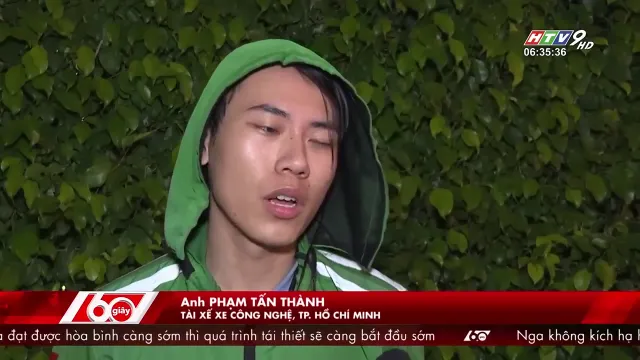 HTV9 HD
06:35:36
Anh PHẠM TẤN THÀNH
TÀI XẾ XE CÔNG NGHỆ, TP. HỒ CHÍ MINH
60 giây
đạt được hòa bình càng sớm thì quá trình tái thiết sẽ càng bắt đầu sớm 60 Nga không kích hạ